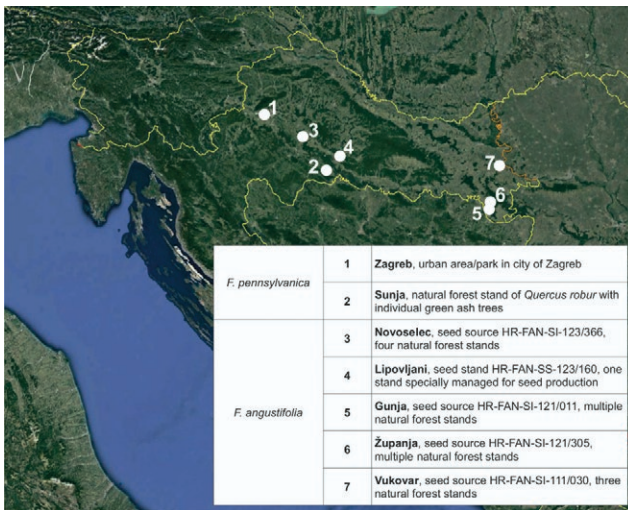 1
3
4
2
7
6
5
F. pennsylvanica
1
Zagreb, urban area/park in city of Zagreb
2
Sunja, natural forest stand of Quercus robur with
individual green ash trees
F. angustifolia
3
Novoselec, seed source HR-FAN-SI-123/366,
four natural forest stands
4
Lipovljani, seed stand HR-FAN-SS-123/160, one
stand specially managed for seed production
5
Gunja, seed source HR-FAN-SI-121/011, multiple
natural forest stands
6
Županja, seed source HR-FAN-SI-121/305,
multiple natural forest stands
7
Vukovar, seed source HR-FAN-SI-111/030, three
natural forest stands